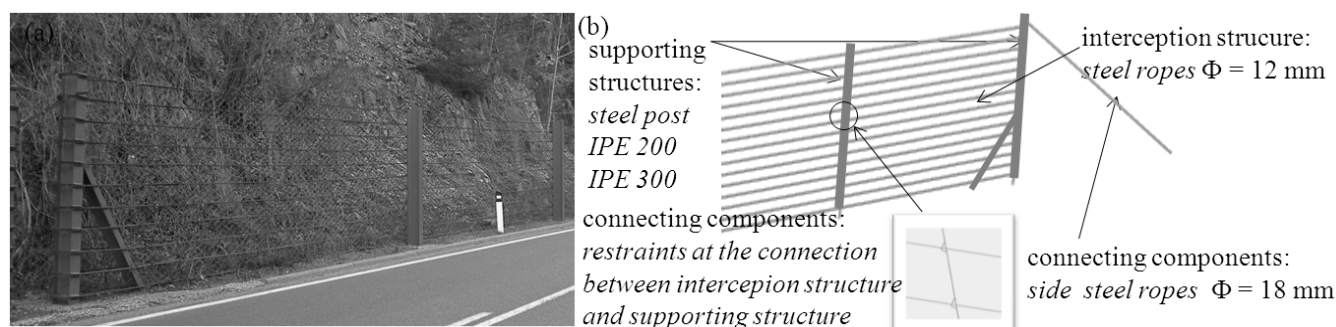 (a)
(b)
supporting
structures:
steel post
IPE 200
IPE 300
interception strucure:
steel ropes Φ = 12 mm
connecting components:
restraints at the connection
between intercepion structure
and supporting structure
connecting components:
side steel ropes Φ = 18 mm